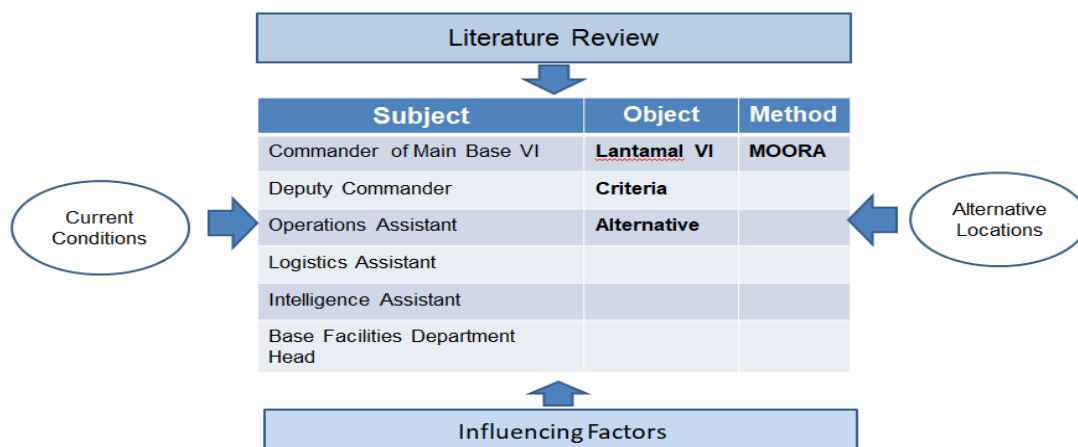 Literature Review
Subject Object Method
Commander of Main Base VI Lantamal VI MOORA
Deputy Commander Criteria
Operations Assistant Alternative
Logistics Assistant
Intelligence Assistant
Base Facilities Department
Head
Current
Conditions
Alternative
Locations
Influencing Factors